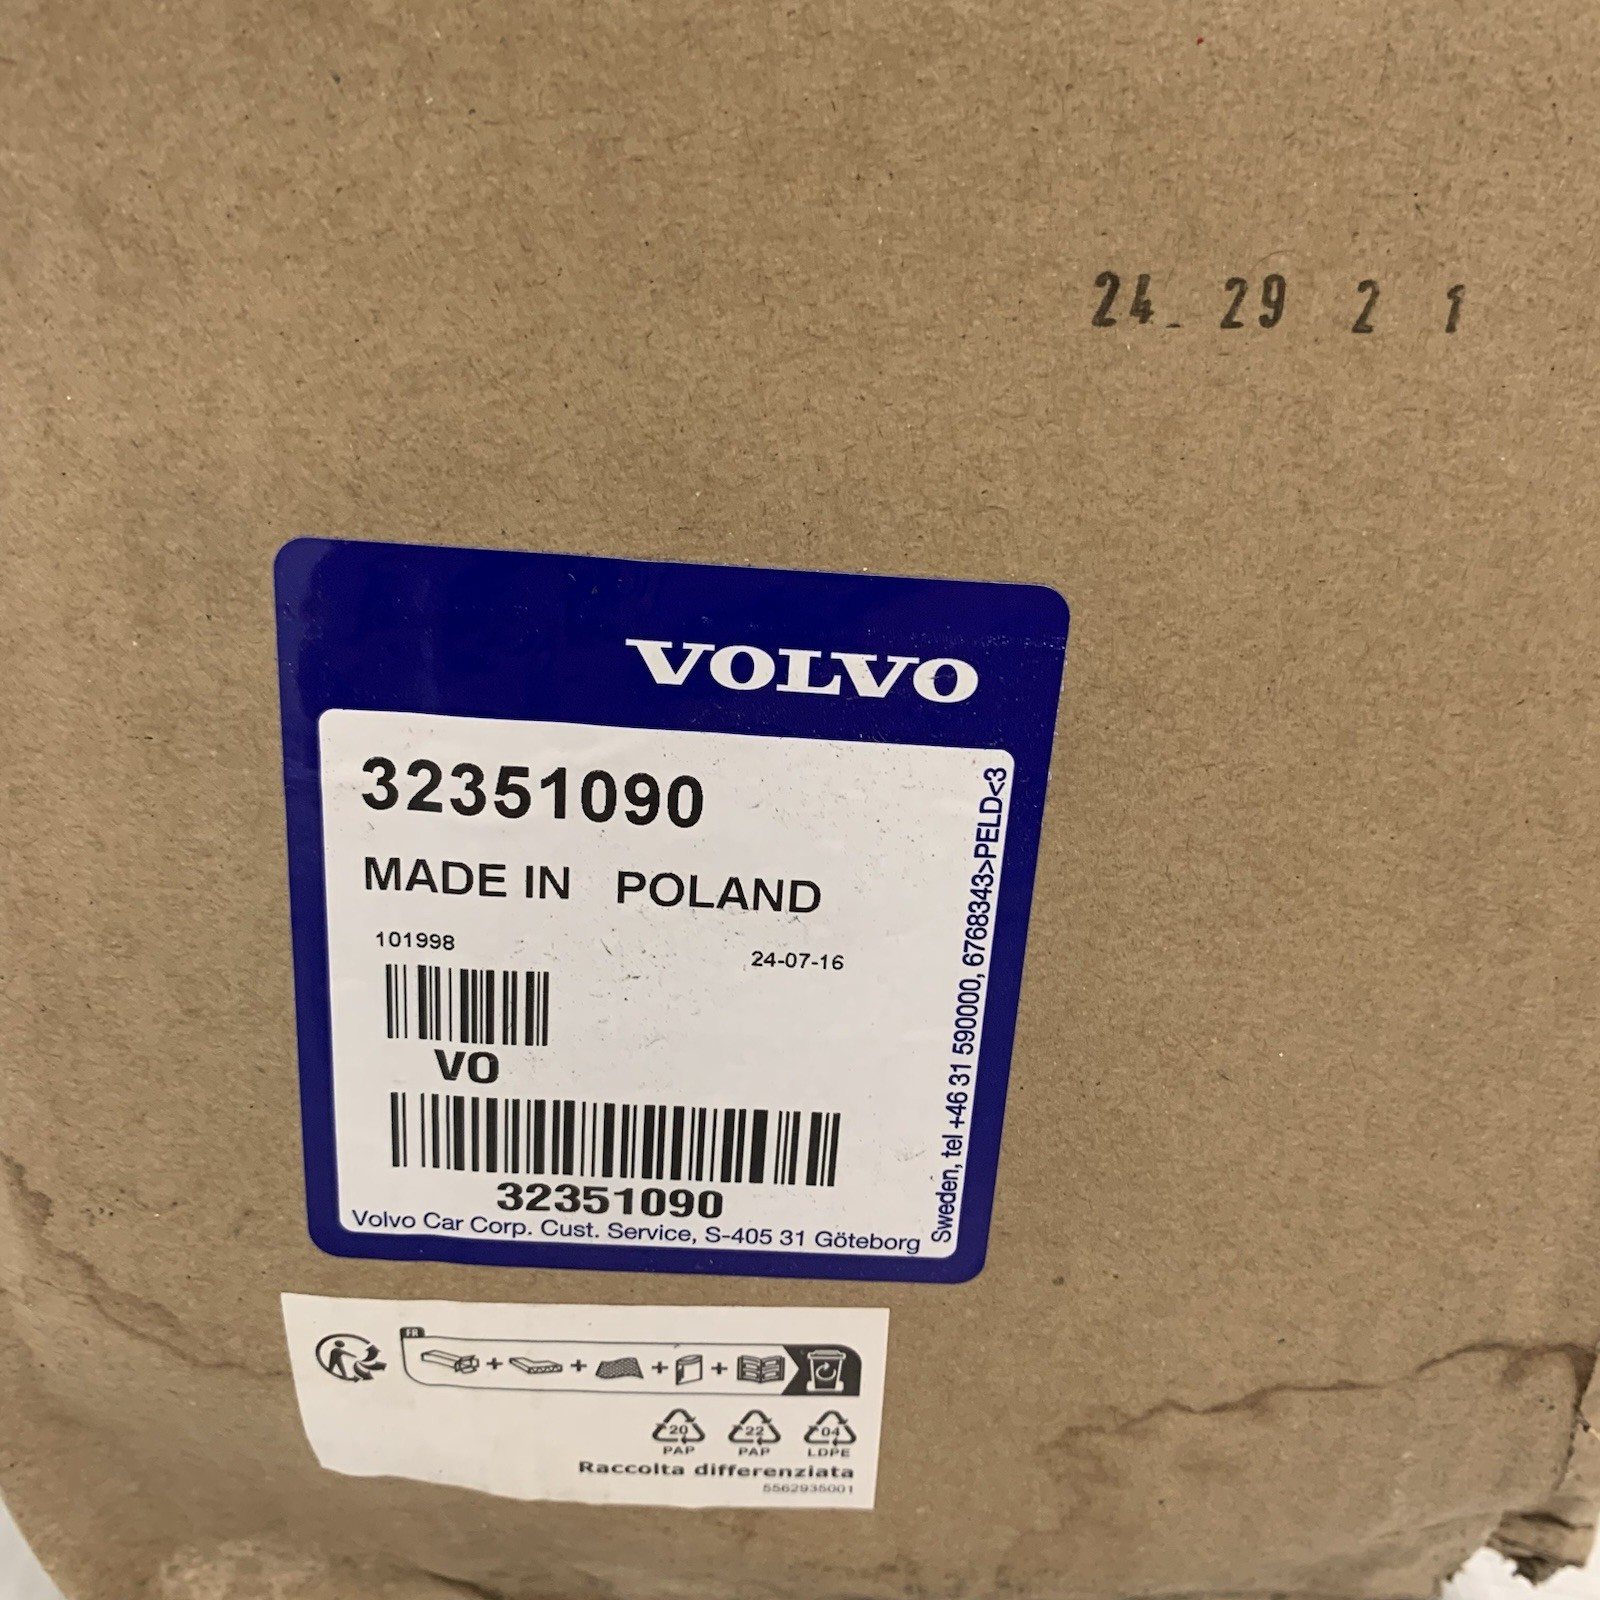 24_ 29 2 1
VOLVO
32351090
MADE IN POLAND
101998
24-07-16
VO
32351090
Volvo Car Corp. Cust. Service, S-405 31 Göteborg
Sweden, tel +46 31 590000, 6768343>PELD<3
FR
20
PAP
22
PAP
04
LDPE
Raccolta differenziata
5562935001